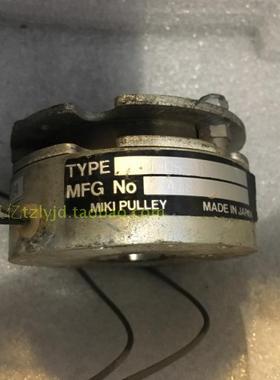 TYPE
MFG No
MIKI PULLEY MADE IN JAPAN
tzlyjd.taobao.com